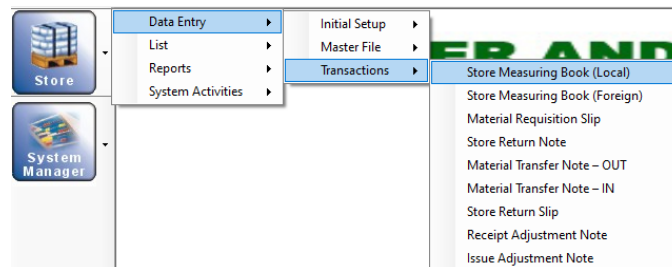 Store
System
Manager
Data Entry
List
Reports
System Activities
Initial Setup
Master File
Transactions
ER AND
Store Measuring Book (Local)
Store Measuring Book (Foreign)
Material Requisition Slip
Store Return Note
Material Transfer Note – OUT
Material Transfer Note – IN
Store Return Slip
Receipt Adjustment Note
Issue Adjustment Note